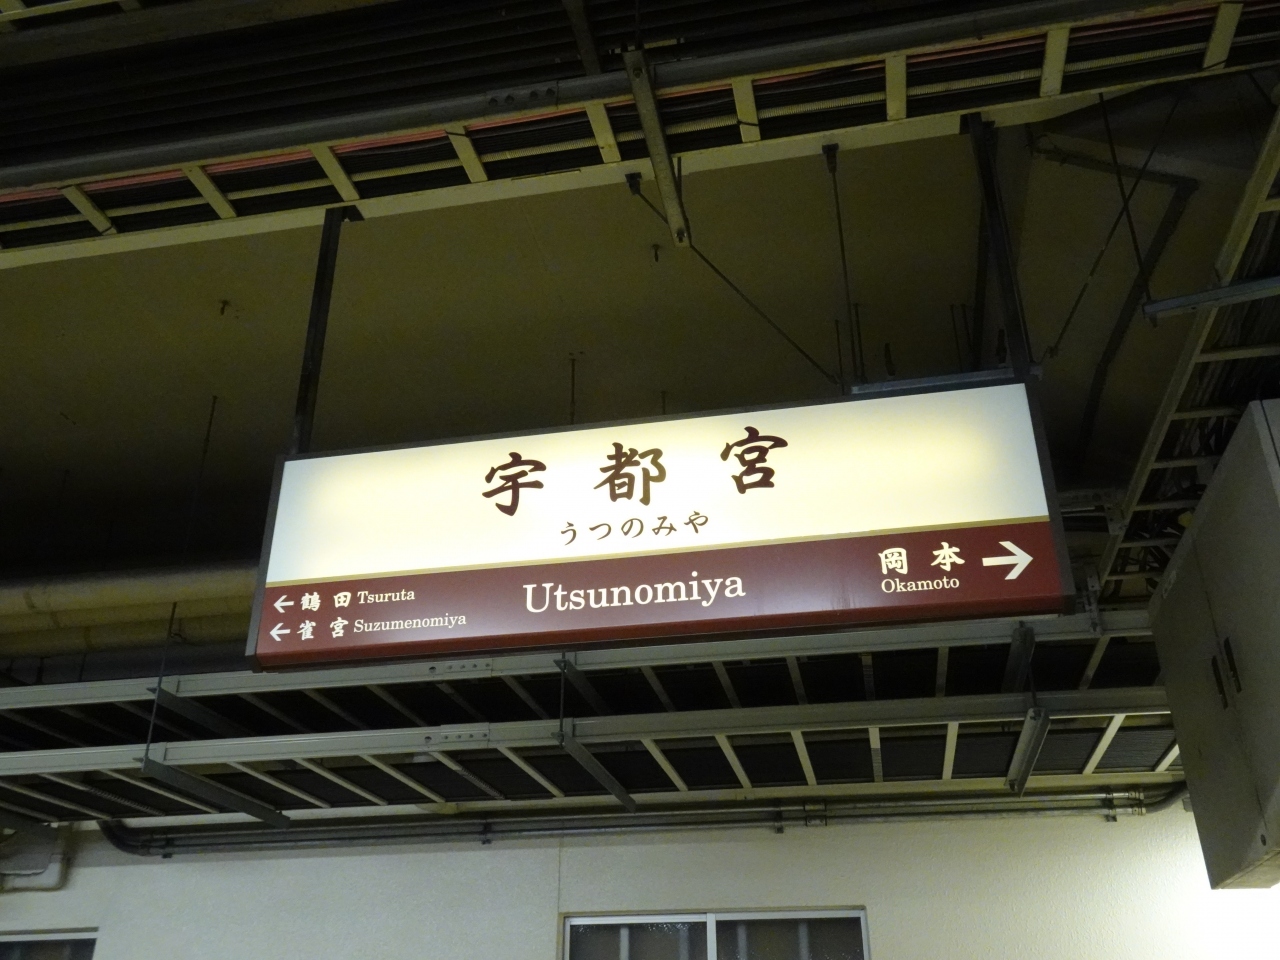 宇都宮
うつのみや
Utsunomiya
← 鶴田 Tsuruta
← 雀宮 Suzumenomiya
岡本 →
Okamoto